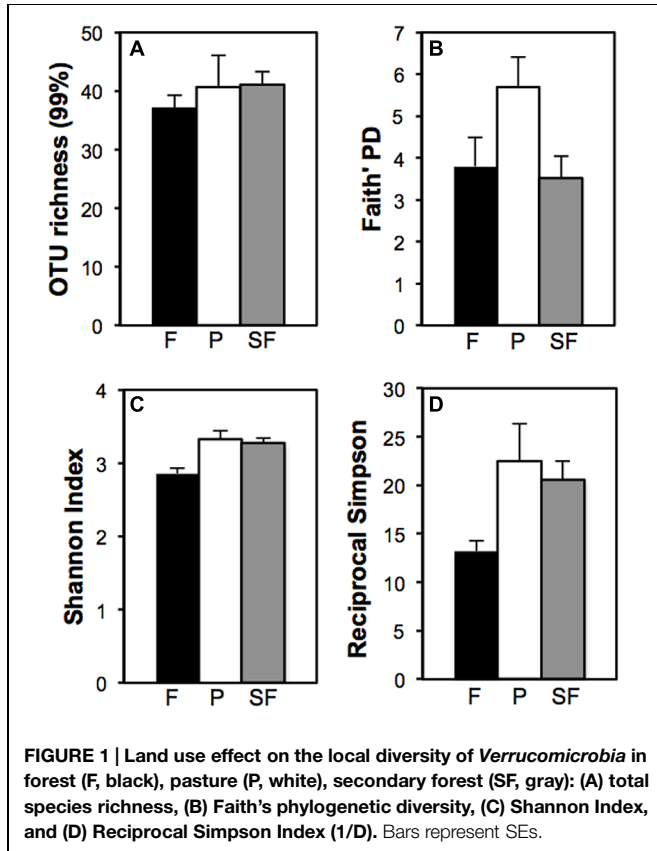 A
OTU richness (99%)
50
40
30
20
10
0
F P SF
B
Faith' PD
7
6
5
4
3
2
1
0
F P SF
C
Shannon Index
4
3
2
1
0
F P SF
D
Reciprocal Simpson
30
25
20
15
10
5
0
F P SF
FIGURE 1 | Land use effect on the local diversity of Verrucomicrobia in
forest (F, black), pasture (P, white), secondary forest (SF, gray): (A) total
species richness, (B) Faith’s phylogenetic diversity, (C) Shannon Index,
and (D) Reciprocal Simpson Index (1/D). Bars represent SEs.